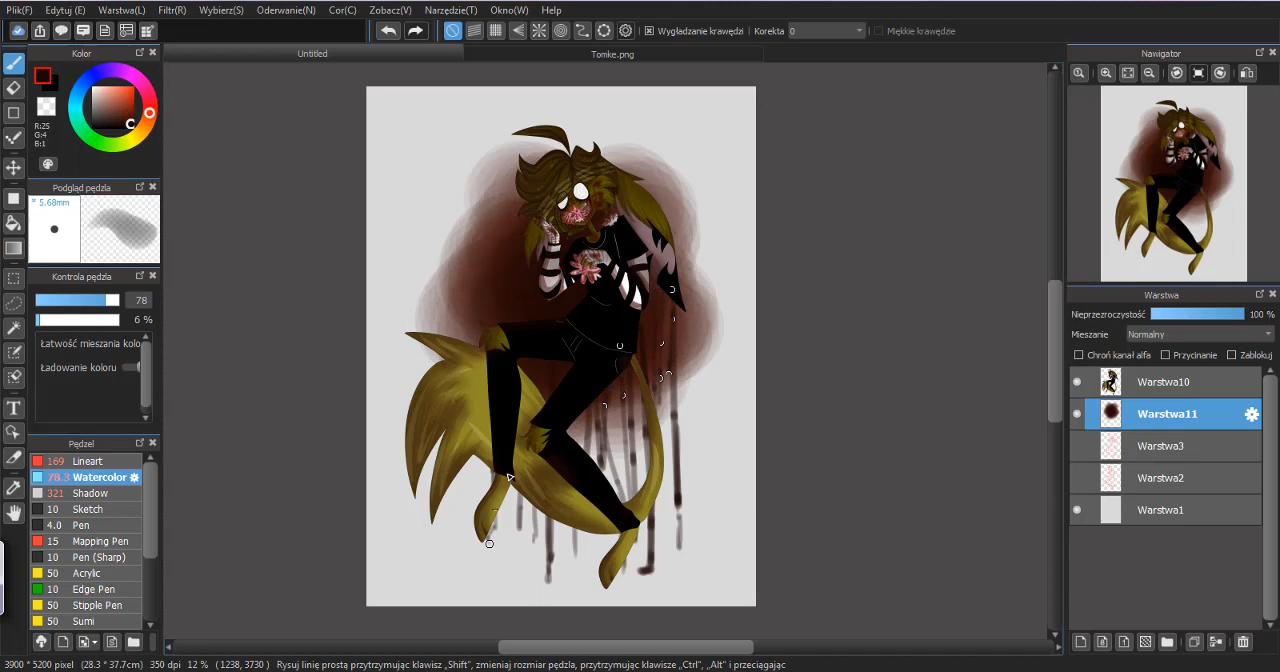 Plik(F) Edytuj (E) Warstwa(L) Filtr(R) Wybierz(S) Oderwanie(N) Cor(C) Zobacz(V) Narzędzie(T) Okno(W) Help
Wygładzanie krawędzi Korekta 0 Miękkie krawędzie
Untitled Tomke.png
Kolor
R:25
G:4
B:1
Podgląd pędzla
* 5.68mm
Kontrola pędzla
78
6 %
Łatwość mieszania kolo
Ładowanie koloru
Pędzel
169 Lineart
78.3 Watercolor
321 Shadow
10 Sketch
4.0 Pen
15 Mapping Pen
10 Pen (Sharp)
50 Acrylic
10 Edge Pen
50 Stipple Pen
50 Sumi
Nawigator
Warstwa
Nieprzezroczystość 100 %
Mieszanie Normalny
Chroń kanał alfa Przycinanie Zablokuj
Warstwa10
Warstwa11
Warstwa3
Warstwa2
Warstwa1
3900 * 5200 pixel (28.3 * 37.7cm) 350 dpi 12 % (1238, 3730) Rysuj linię prostą przytrzymując klawisz „Shift”, zmieniaj rozmiar pędzla, przytrzymując klawisze „Ctrl”, „Alt” i przeciągając